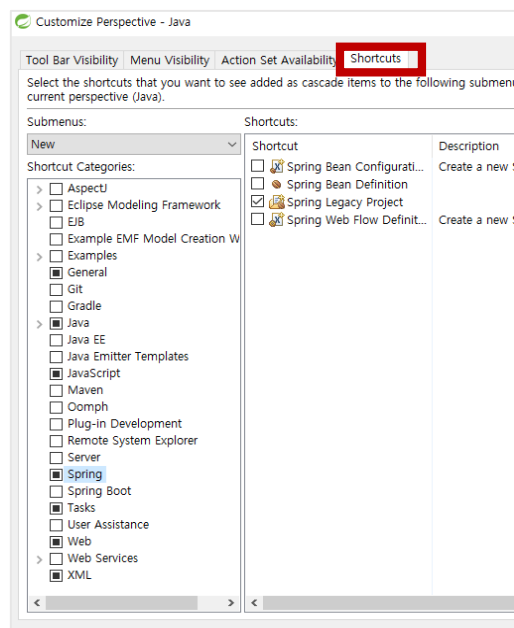 Customize Perspective - Java
Tool Bar Visibility Menu Visibility Action Set Availability Shortcuts
Select the shortcuts that you want to see added as cascade items to the following submenu
current perspective (Java).
Submenus:
New
Shortcut Categories:
AspectJ
Eclipse Modeling Framework
EJB
Example EMF Model Creation W
Examples
General
Git
Gradle
Java
Java EE
Java Emitter Templates
JavaScript
Maven
Oomph
Plug-in Development
Remote System Explorer
Server
Spring
Spring Boot
Tasks
User Assistance
Web
Web Services
XML
Shortcuts:
Shortcut Description
Spring Bean Configurati... Create a new S
Spring Bean Definition
Spring Legacy Project
Spring Web Flow Definit... Create a new S